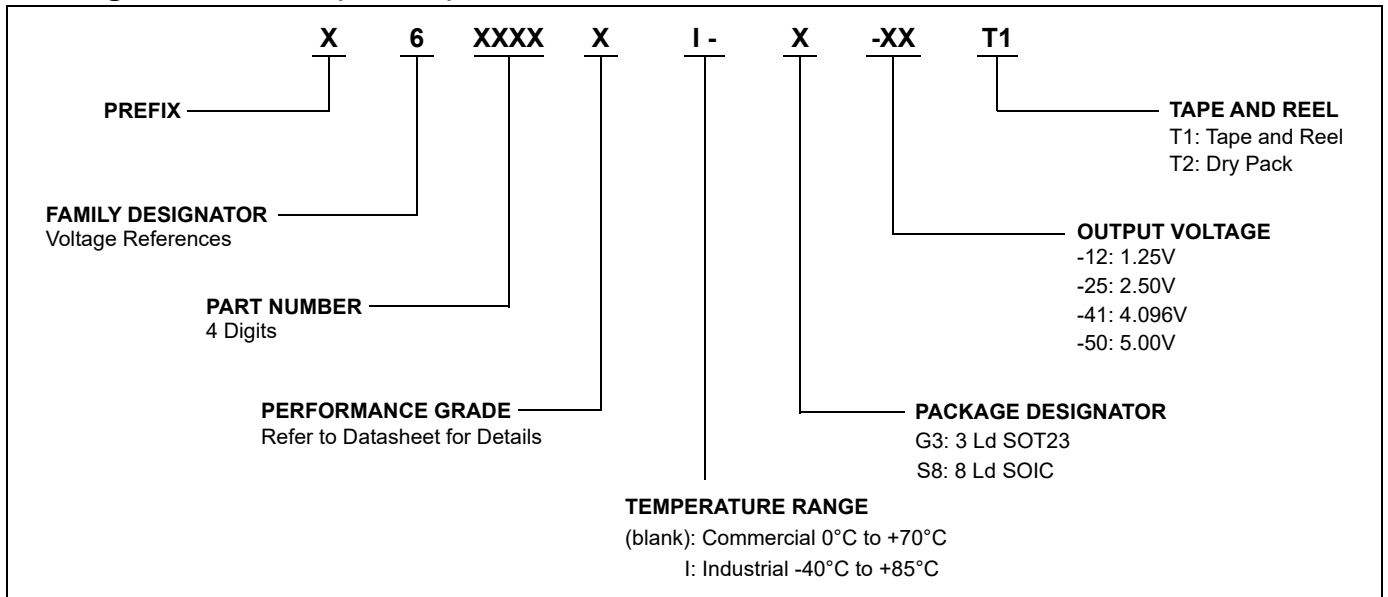 X 6 XXXX X I - X -XX T1
PREFIX
TAPE AND REEL
T1: Tape and Reel
T2: Dry Pack
FAMILY DESIGNATOR
Voltage References
OUTPUT VOLTAGE
-12: 1.25V
-25: 2.50V
-41: 4.096V
-50: 5.00V
PART NUMBER
4 Digits
PERFORMANCE GRADE
Refer to Datasheet for Details
PACKAGE DESIGNATOR
G3: 3 Ld SOT23
S8: 8 Ld SOIC
TEMPERATURE RANGE
(blank): Commercial 0°C to +70°C
I: Industrial -40°C to +85°C